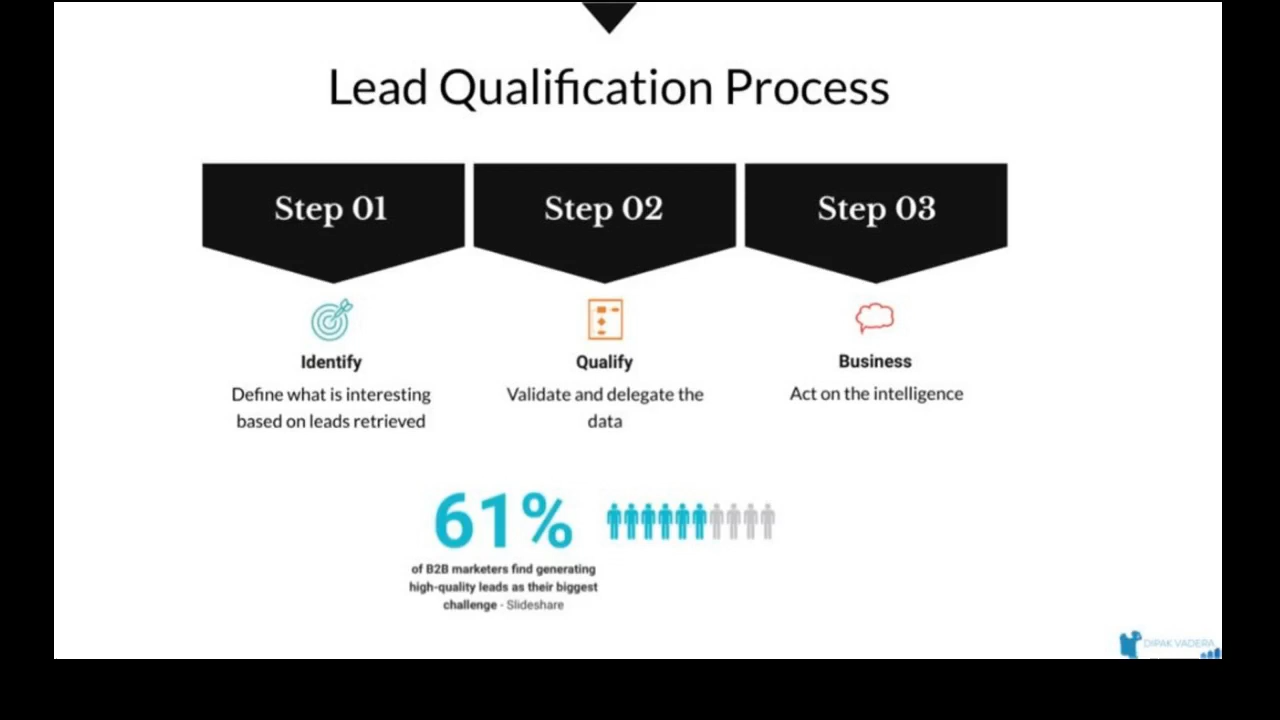 Lead Qualification Process
Step 01
Step 02
Step 03
Identify
Define what is interesting
based on leads retrieved
Qualify
Validate and delegate the
data
Business
Act on the intelligence
61%
of B2B marketers find generating
high-quality leads as their biggest
challenge - Slideshare
DIPAK VADERA